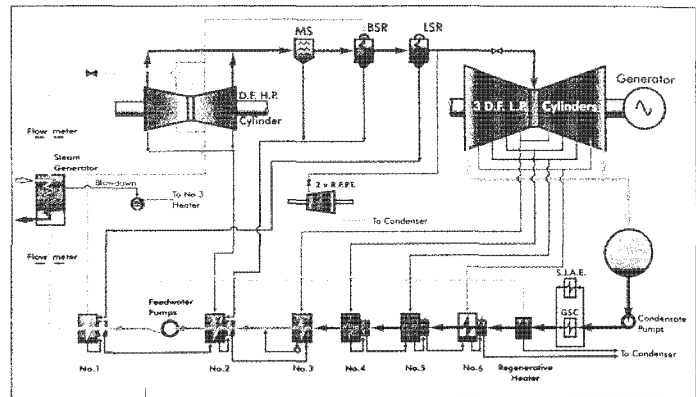 MS
BSR
LSR
D.F. H.P.
Cylinder
3 D.F. L.P. Cylinders
Generator
Flow meter
Steam
Generator
Blowdown
To No 3
Heater
2 x B.F.P.T.
To Condenser
Flow meter
Feedwater
Pumps
S.J.A.E.
GSC
Condensate
Pumps
To Condenser
No.1
No.2
No.3
No.4
No.5
No.6
Regenerative
Heater